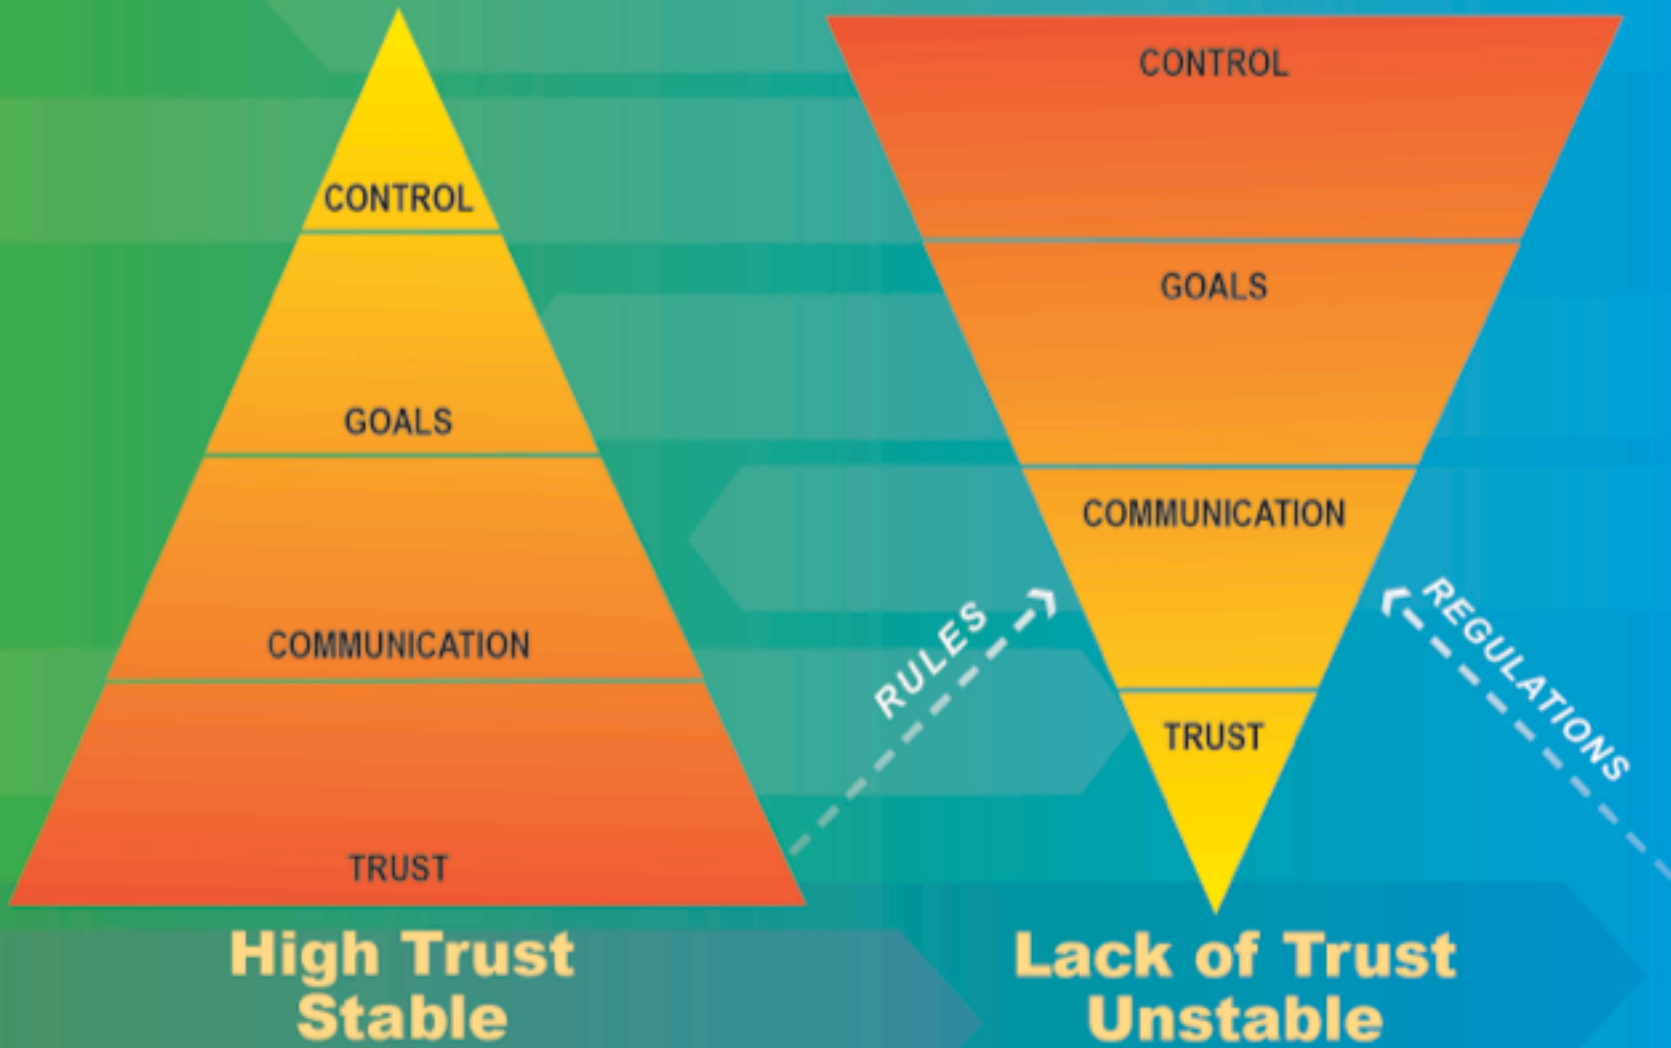 CONTROL
GOALS
COMMUNICATION
TRUST
High Trust
Stable
CONTROL
GOALS
COMMUNICATION
TRUST
RULES
REGULATIONS
Lack of Trust
Unstable